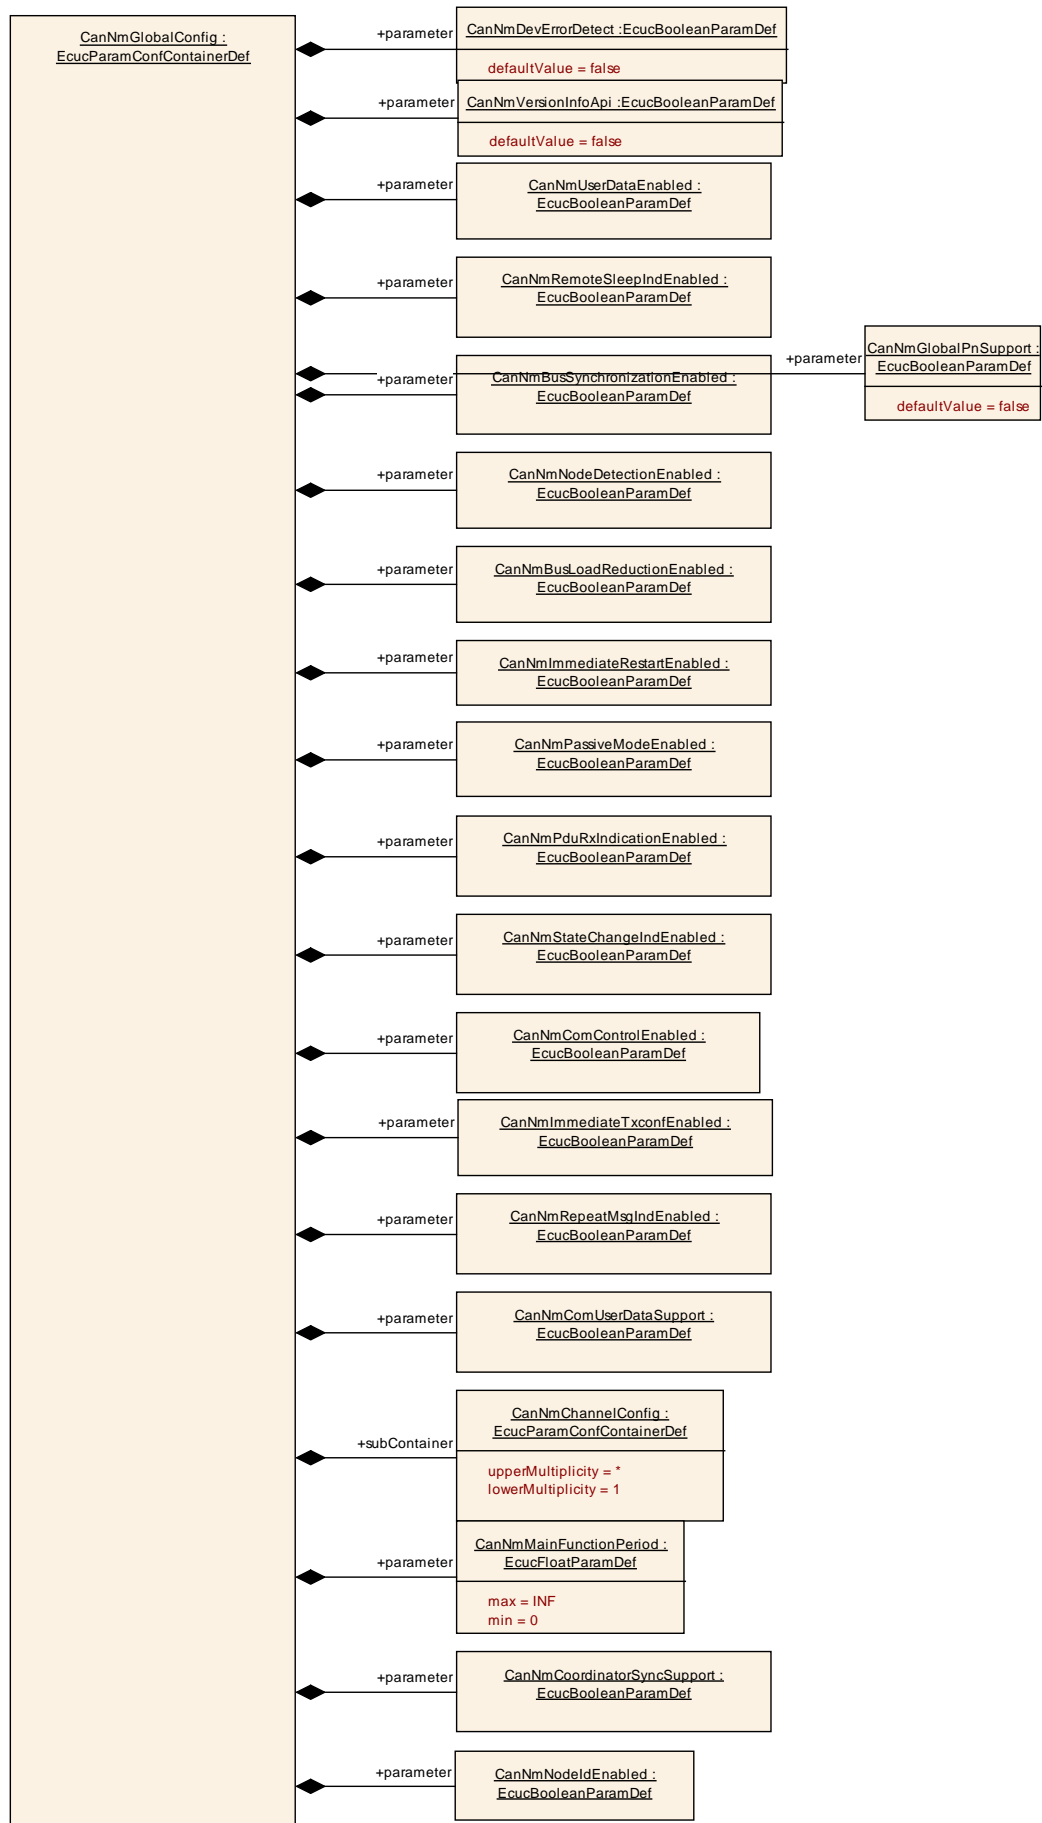 CanNmGlobalConfig :
EcucParamConfContainerDef
+parameter
CanNmDevErrorDetect :EcucBooleanParamDef
defaultValue = false
+parameter
CanNmVersionInfoApi :EcucBooleanParamDef
defaultValue = false
+parameter
CanNmUserDataEnabled :
EcucBooleanParamDef
+parameter
CanNmRemoteSleepIndEnabled :
EcucBooleanParamDef
+parameter
CanNmGlobalPnSupport :
EcucBooleanParamDef
defaultValue = false
+parameter
CanNmBusSynchronizationEnabled :
EcucBooleanParamDef
+parameter
CanNmNodeDetectionEnabled :
EcucBooleanParamDef
+parameter
CanNmBusLoadReductionEnabled :
EcucBooleanParamDef
+parameter
CanNmImmediateRestartEnabled :
EcucBooleanParamDef
+parameter
CanNmPassiveModeEnabled :
EcucBooleanParamDef
+parameter
CanNmPduRxIndicationEnabled :
EcucBooleanParamDef
+parameter
CanNmStateChangeIndEnabled :
EcucBooleanParamDef
+parameter
CanNmComControlEnabled :
EcucBooleanParamDef
+parameter
CanNmImmediateTxconfEnabled :
EcucBooleanParamDef
+parameter
CanNmRepeatMsgIndEnabled :
EcucBooleanParamDef
+parameter
CanNmComUserDataSupport :
EcucBooleanParamDef
+subContainer
CanNmChannelConfig :
EcucParamConfContainerDef
upperMultiplicity = *
lowerMultiplicity = 1
+parameter
CanNmMainFunctionPeriod :
EcucFloatParamDef
max = INF
min = 0
+parameter
CanNmCoordinatorSyncSupport :
EcucBooleanParamDef
+parameter
CanNmNodeIdEnabled :
EcucBooleanParamDef